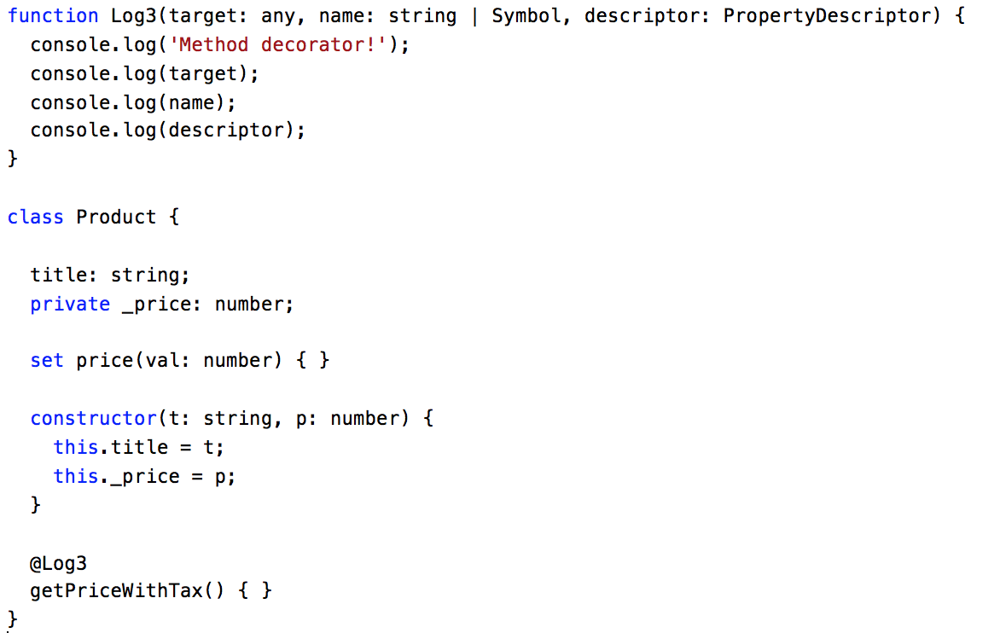 function Log3(target: any, name: string | Symbol, descriptor: PropertyDescriptor) {
  console.log('Method decorator!');
  console.log(target);
  console.log(name);
  console.log(descriptor);
}

class Product {

  title: string;
  private _price: number;

  set price(val: number) { }

  constructor(t: string, p: number) {
    this.title = t;
    this._price = p;
  }

  @Log3
  getPriceWithTax() { }
}